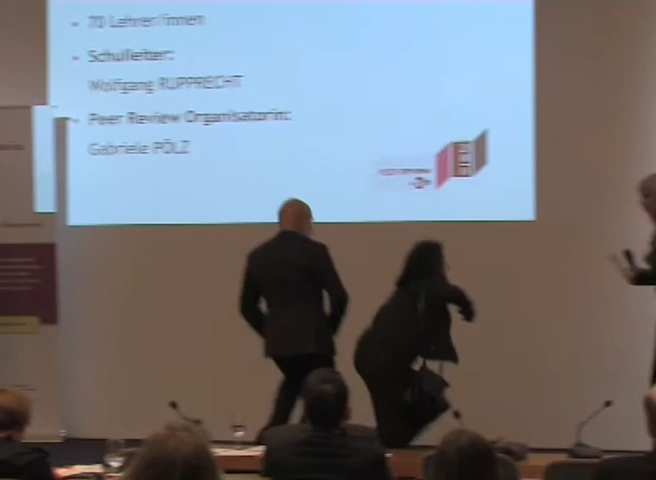 - 70 Lehrer/innen
- Schulleiter:
Wolfgang RUPPRECHT
- Peer Review Organisatorin:
Gabriele PÖLZ